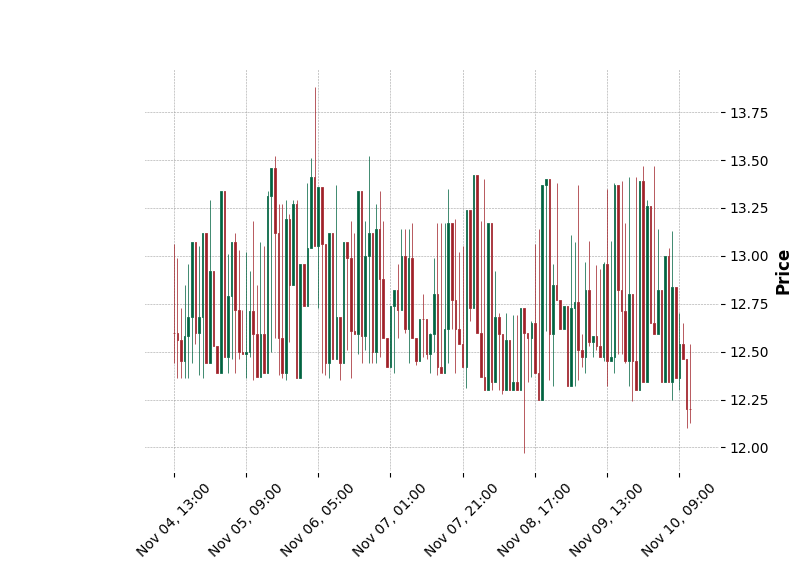 13.75
13.50
13.25
13.00
12.75
12.50
12.25
12.00
Price
Nov 04, 13:00
Nov 05, 09:00
Nov 06, 05:00
Nov 07, 01:00
Nov 07, 21:00
Nov 08, 17:00
Nov 09, 13:00
Nov 10, 09:00